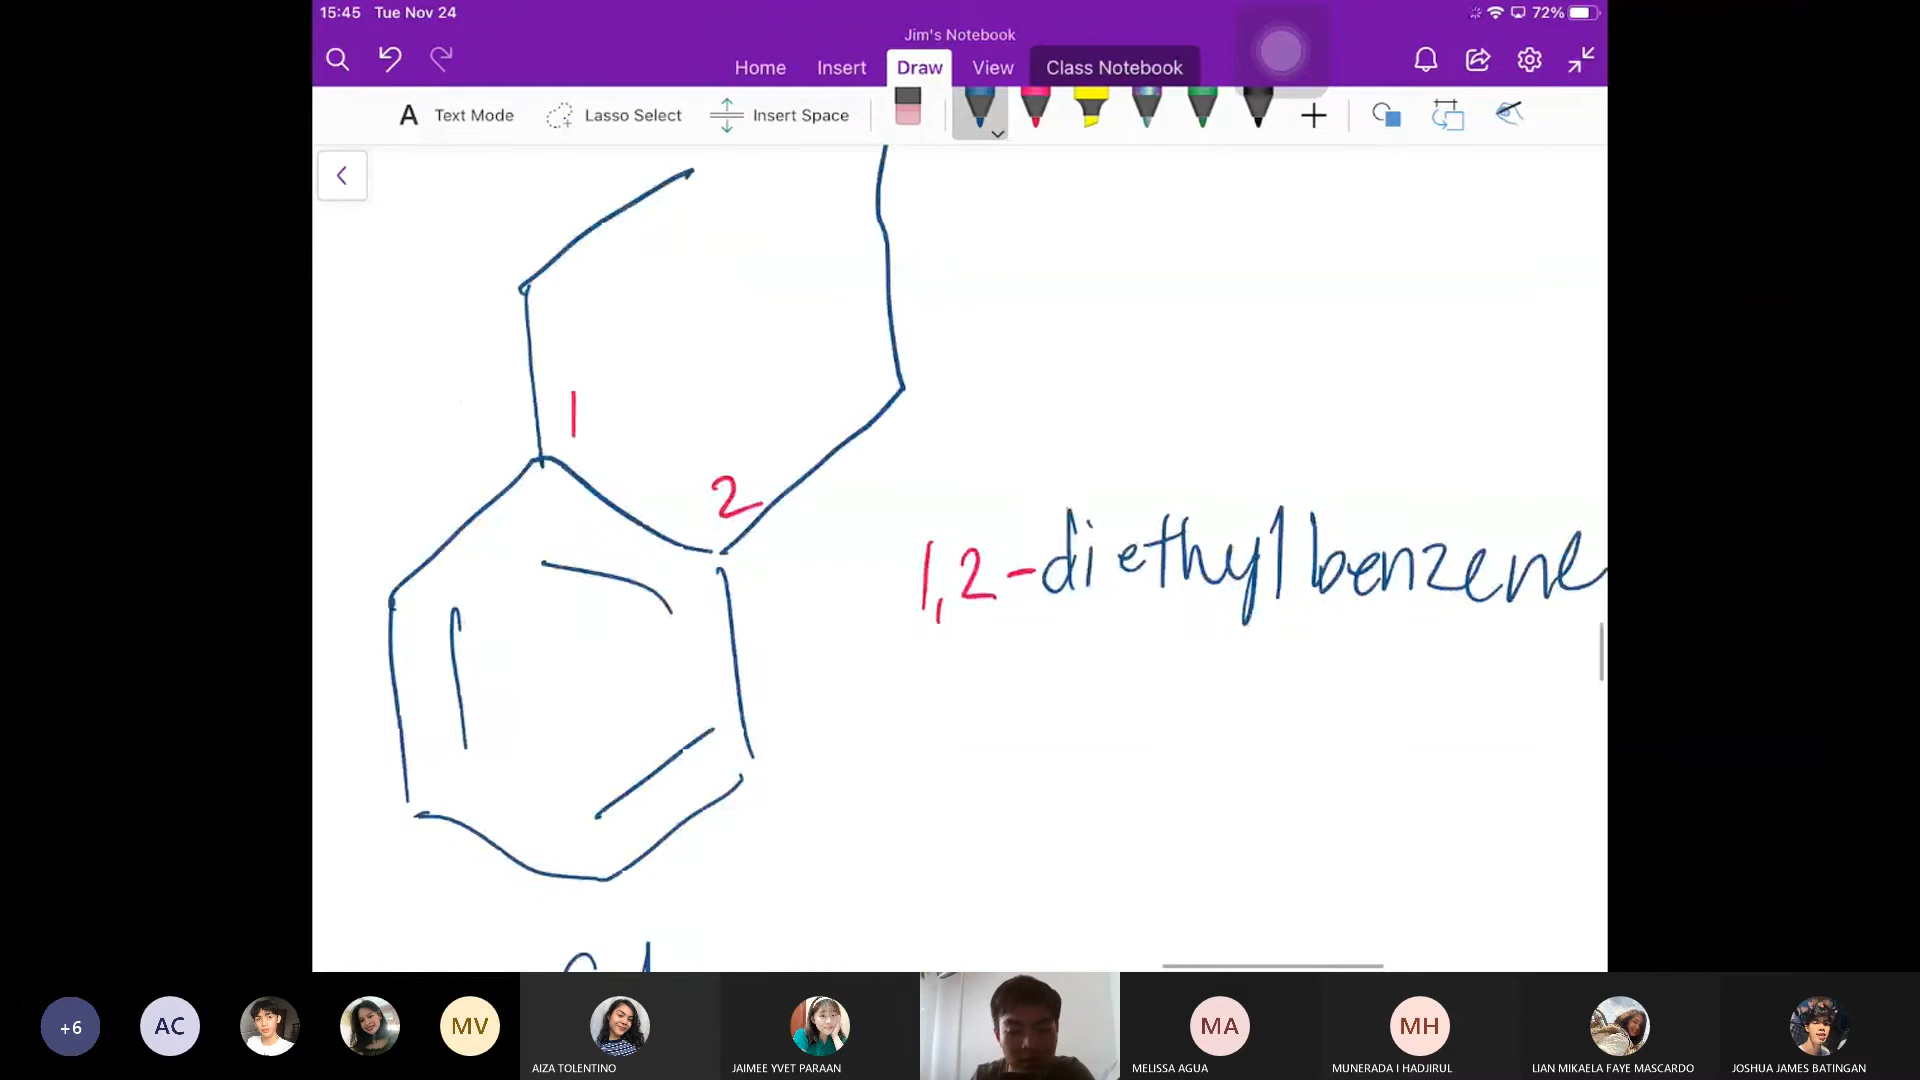 15:45 Tue Nov 24
72%
Jim's Notebook
Home Insert Draw View Class Notebook
A Text Mode Lasso Select Insert Space
1
2
1,2-diethylbenzene
Cl
+6 AC MV MA MH
AIZA TOLENTINO JAIMEE YVET PARAAN MELISSA AGUA MUNERADA I HADJIRUL LIAN MIKAELA FAYE MASCARDO JOSHUA JAMES BATINGAN